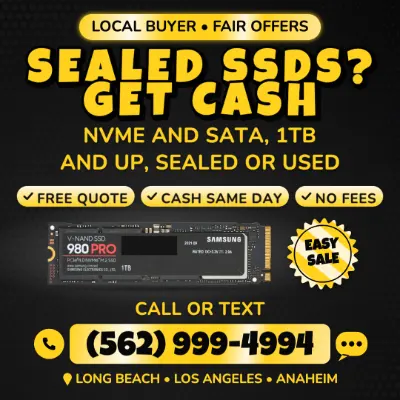 LOCAL BUYER • FAIR OFFERS
SEALED SSDS?
GET CASH
NVME AND SATA, 1TB
AND UP, SEALED OR USED
✓ FREE QUOTE
✓ CASH SAME DAY
✓ NO FEES
V-NAND SSD
980 PRO
1TB
SAMSUNG
EASY
SALE
CALL OR TEXT
(562) 999-4994
LONG BEACH • LOS ANGELES • ANAHEIM